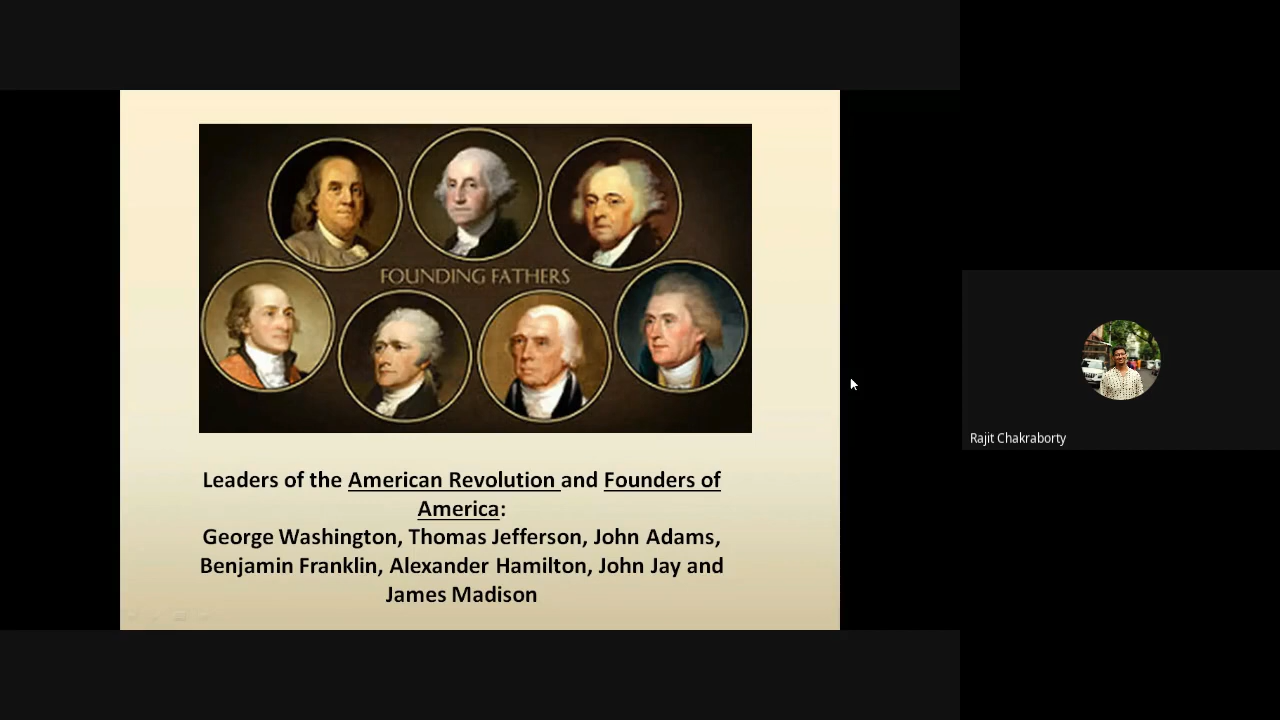 FOUNDING FATHERS
Leaders of the American Revolution and Founders of
America:
George Washington, Thomas Jefferson, John Adams,
Benjamin Franklin, Alexander Hamilton, John Jay and
James Madison
Rajit Chakraborty